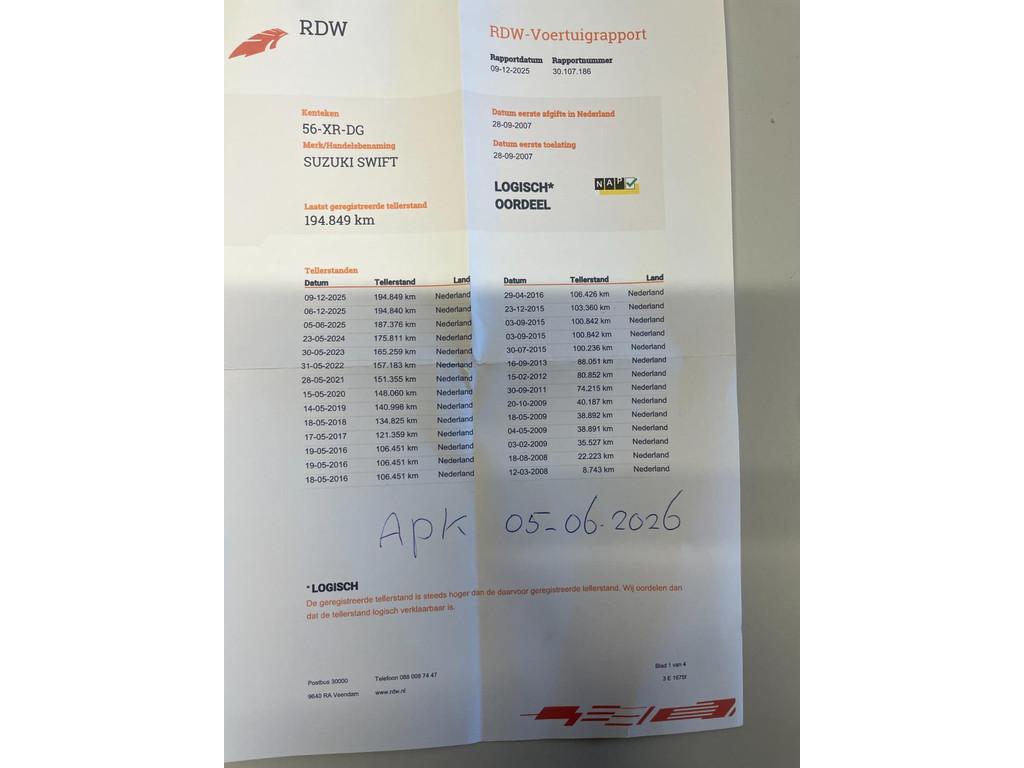 RDW
RDW-Voertuigrapport
Rapportdatum Rapportnummer
09-12-2025 30.107.186
Kenteken
56-XR-DG
Merk/Handelsbenaming
SUZUKI SWIFT
Laatst geregistreerde tellerstand
194.849 km
Datum eerste afgifte in Nederland
28-09-2007
Datum eerste toelating
28-09-2007
LOGISCH*
OORDEEL
NAP
Tellerstanden
Datum Tellerstand Land
09-12-2025 194.849 km Nederland
06-12-2025 194.840 km Nederland
05-06-2025 187.376 km Nederland
23-05-2024 175.811 km Nederland
30-05-2023 165.259 km Nederland
31-05-2022 157.183 km Nederland
28-05-2021 151.355 km Nederland
15-05-2020 148.060 km Nederland
14-05-2019 140.998 km Nederland
18-05-2018 134.825 km Nederland
17-05-2017 121.359 km Nederland
19-05-2016 106.451 km Nederland
19-05-2016 106.451 km Nederland
18-05-2016 106.451 km Nederland
Datum Tellerstand Land
29-04-2016 106.426 km Nederland
23-12-2015 103.360 km Nederland
03-09-2015 100.842 km Nederland
03-09-2015 100.842 km Nederland
30-07-2015 100.236 km Nederland
16-09-2013 88.051 km Nederland
15-02-2012 80.852 km Nederland
30-09-2011 74.215 km Nederland
20-10-2009 40.187 km Nederland
18-05-2009 38.892 km Nederland
04-05-2009 38.891 km Nederland
03-02-2009 35.527 km Nederland
18-08-2008 22.223 km Nederland
12-03-2008 8.743 km Nederland
Apk 05-06-2026
* LOGISCH
De geregistreerde tellerstand is steeds hoger dan de daarvoor geregistreerde tellerstand. Wij oordelen dan
dat de tellerstand logisch verklaarbaar is.
Postbus 30000 Telefoon 088 008 74 47
9640 RA Veendam www.rdw.nl
Blad 1 van 4
3 E 1675f